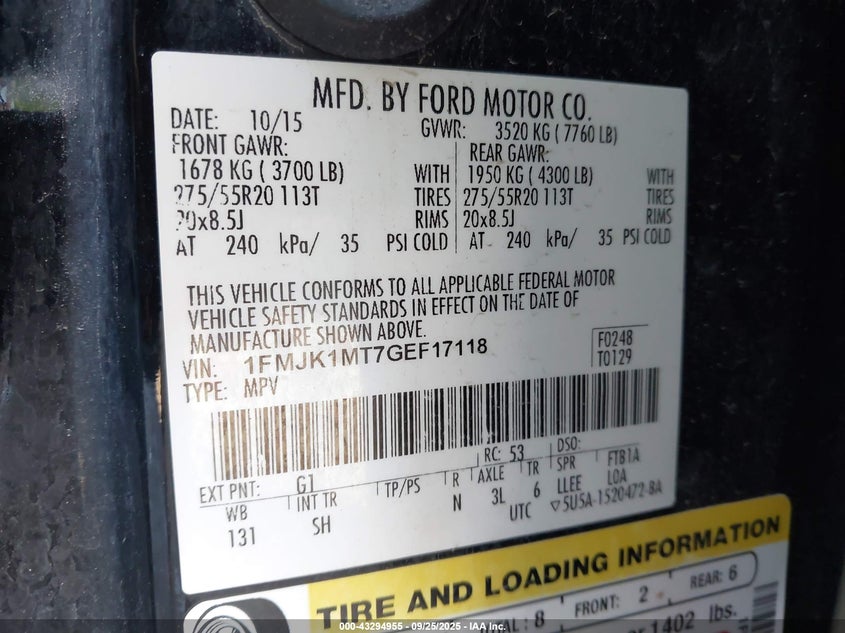 MFD. BY FORD MOTOR CO.
DATE: 10/15 GVWR: 3520 KG ( 7760 LB)
FRONT GAWR: REAR GAWR:
1678 KG ( 3700 LB) WITH 1950 KG ( 4300 LB) WITH
275/55R20 113T TIRES 275/55R20 113T TIRES
20x8.5J RIMS 20x8.5J RIMS
AT 240 kPa/ 35 PSI COLD AT 240 kPa/ 35 PSI COLD
THIS VEHICLE CONFORMS TO ALL APPLICABLE FEDERAL MOTOR
VEHICLE SAFETY STANDARDS IN EFFECT ON THE DATE OF
MANUFACTURE SHOWN ABOVE.
VIN: 1FMJK1MT7GEF17118 F0248
TYPE: MPV T0129
RC: 53 DSO:
EXT PNT: G1 FTB1A
WB INT TR TP/PS R AXLE TR SPR LOA
131 SH N 3L 6 LLEE
UTC ▽5U5A-1520472-BA
TIRE AND LOADING INFORMATION
: 8 FRONT: 2 REAR: 6
1402 lbs.
000-43294955 - 09/25/2025 - IAA, Inc.